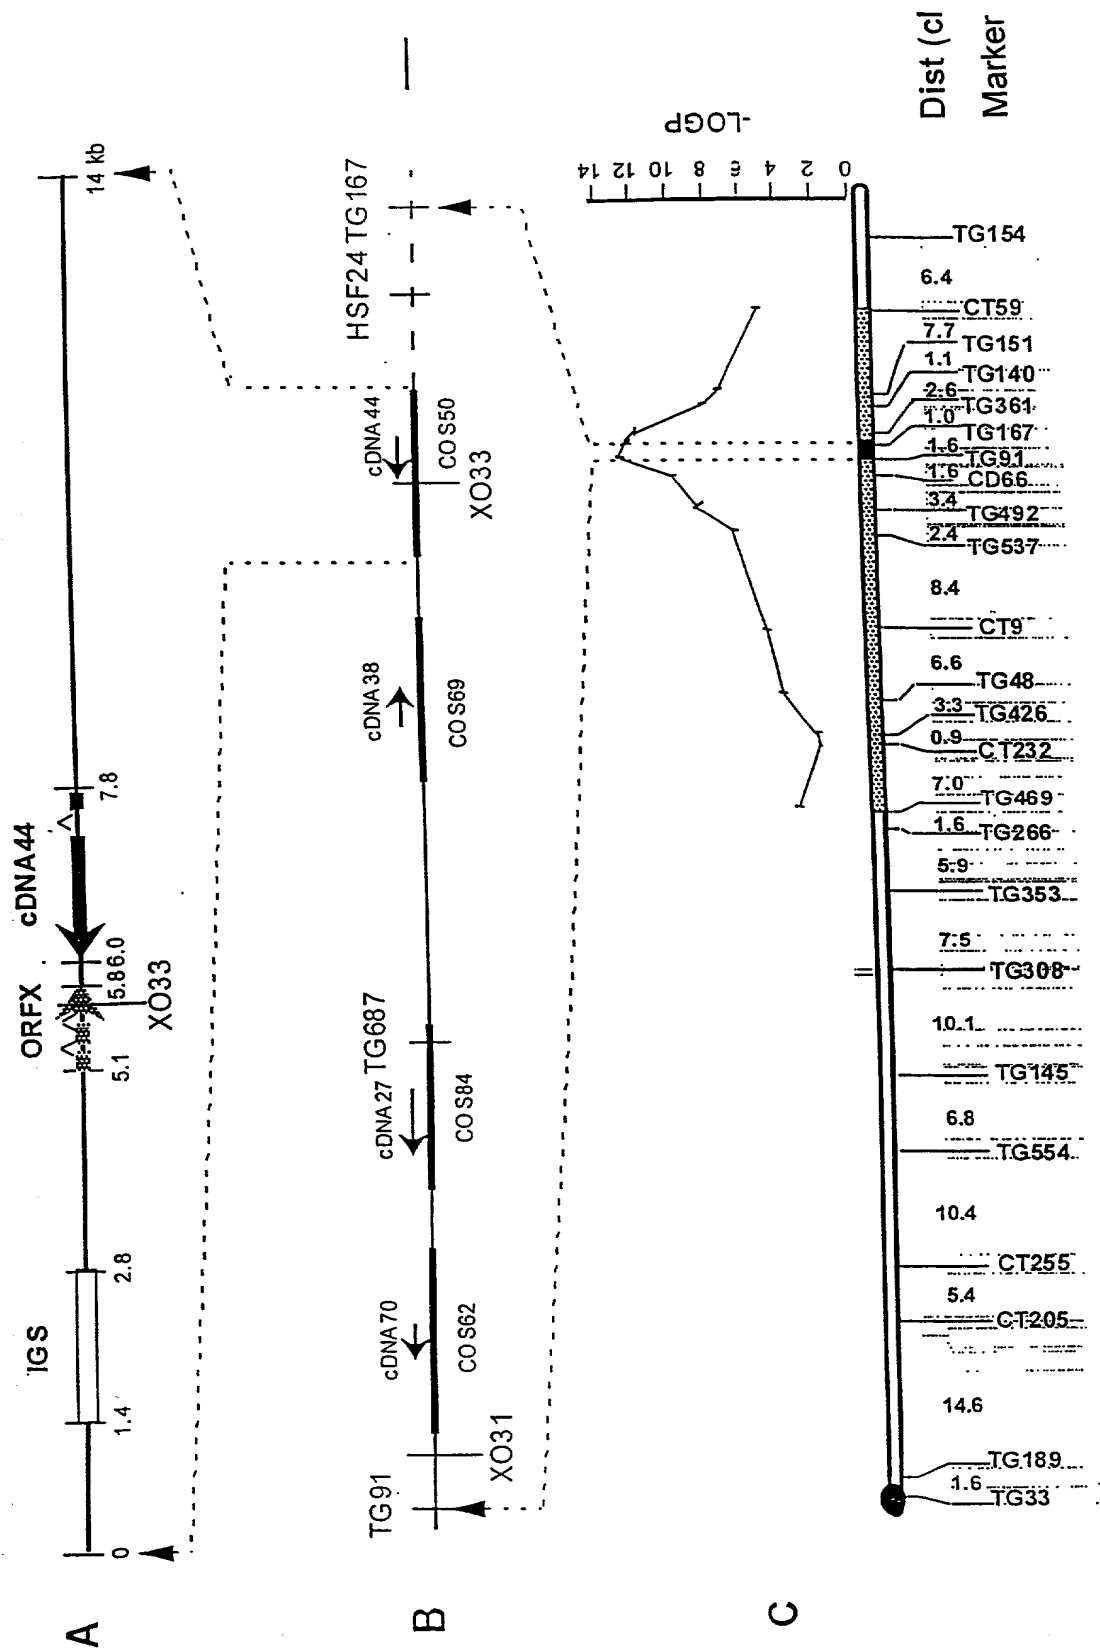 A
IGS
ORFX
cDNA44
0
1.4
2.8
5.1
5.8
6.0
7.8
14 kb
XO33
B
TG91
cDNA70
cDNA27
TG687
cDNA38
cDNA44
HSF24
TG167
XO31
COS62
COS84
COS69
COS50
XO33
C
-LOGP
14
12
10
8
6
4
2
0
Dist (cl
1.6
14.6
5.4
10.4
6.8
10.1
7.5
5.9
1.6
7.0
0.9
3.3
6.6
8.4
2.4
3.4
1.6
1.6
1.0
2.6
1.1
7.7
6.4
Marker
TG33
TG189
CT205
CT255
TG554
TG145
TG308
TG353
TG266
TG469
CT232
TG426
TG48
CT9
TG537
TG492
CD66
TG91
TG167
TG361
TG140
TG151
CT59
TG154